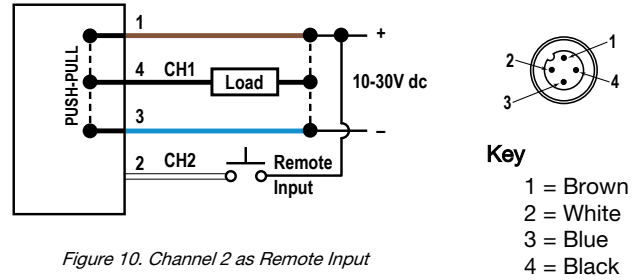 PUSH-PULL
1
+
4 CH1
Load
10-30V dc
3
–
2 CH2
Remote
Input
1
2
4
3
Key
1 = Brown
2 = White
3 = Blue
4 = Black
Figure 10. Channel 2 as Remote Input